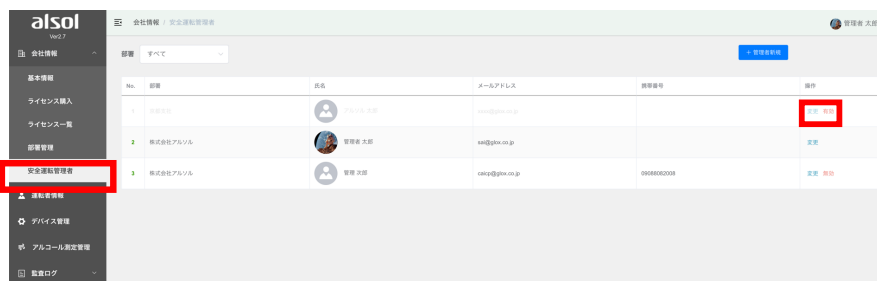 alsol
Ver2.7
会社情報
基本情報
ライセンス購入
ライセンス一覧
部署管理
安全運転管理者
運転者情報
デバイス管理
アルコール測定管理
監査ログ
会社情報 / 安全運転管理者
管理者 太郎
部署 すべて
+ 管理者新規
No. 部署 氏名 メールアドレス 携帯番号 操作
変更 有効
2 株式会社アルソル 管理者 太郎 sai@glox.co.jp 変更
3 株式会社アルソル 管理 次郎 caicp@glox.co.jp 09088082008 変更 無効